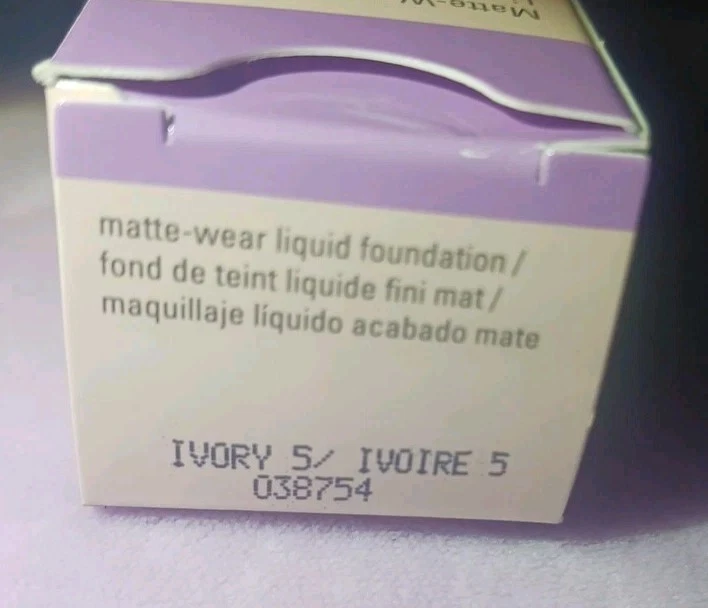 Matte-W
matte-wear liquid foundation/
fond de teint liquide fini mat/
maquillaje líquido acabado mate
IVORY 5/ IVOIRE 5
038754